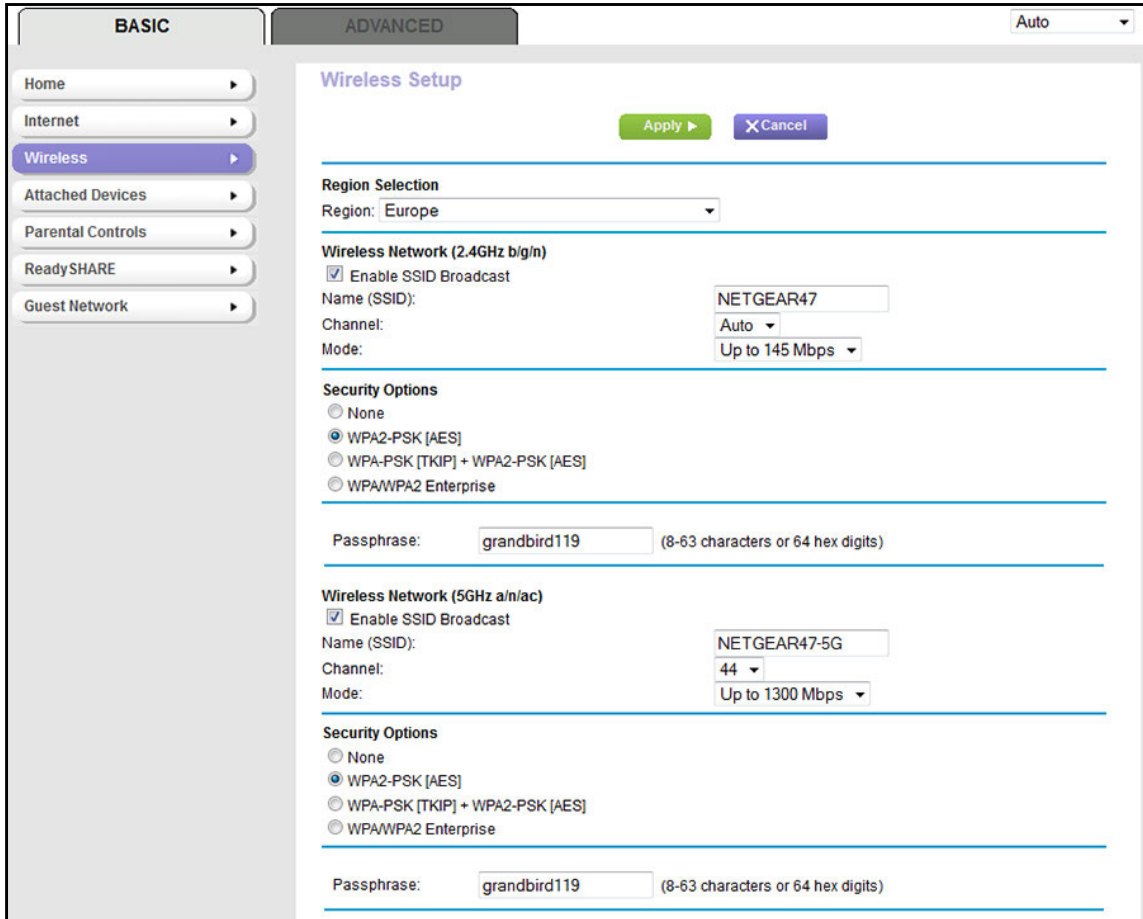 BASIC
ADVANCED
Auto
Home
Internet
Wireless
Attached Devices
Parental Controls
ReadySHARE
Guest Network
Wireless Setup
Apply
X Cancel
Region Selection
Region: Europe
Wireless Network (2.4GHz b/g/n)
Enable SSID Broadcast
Name (SSID): NETGEAR47
Channel: Auto
Mode: Up to 145 Mbps
Security Options
None
WPA2-PSK [AES]
WPA-PSK [TKIP] + WPA2-PSK [AES]
WPA/WPA2 Enterprise
Passphrase: grandbird119 (8-63 characters or 64 hex digits)
Wireless Network (5GHz a/n/ac)
Enable SSID Broadcast
Name (SSID): NETGEAR47-5G
Channel: 44
Mode: Up to 1300 Mbps
Security Options
None
WPA2-PSK [AES]
WPA-PSK [TKIP] + WPA2-PSK [AES]
WPA/WPA2 Enterprise
Passphrase: grandbird119 (8-63 characters or 64 hex digits)